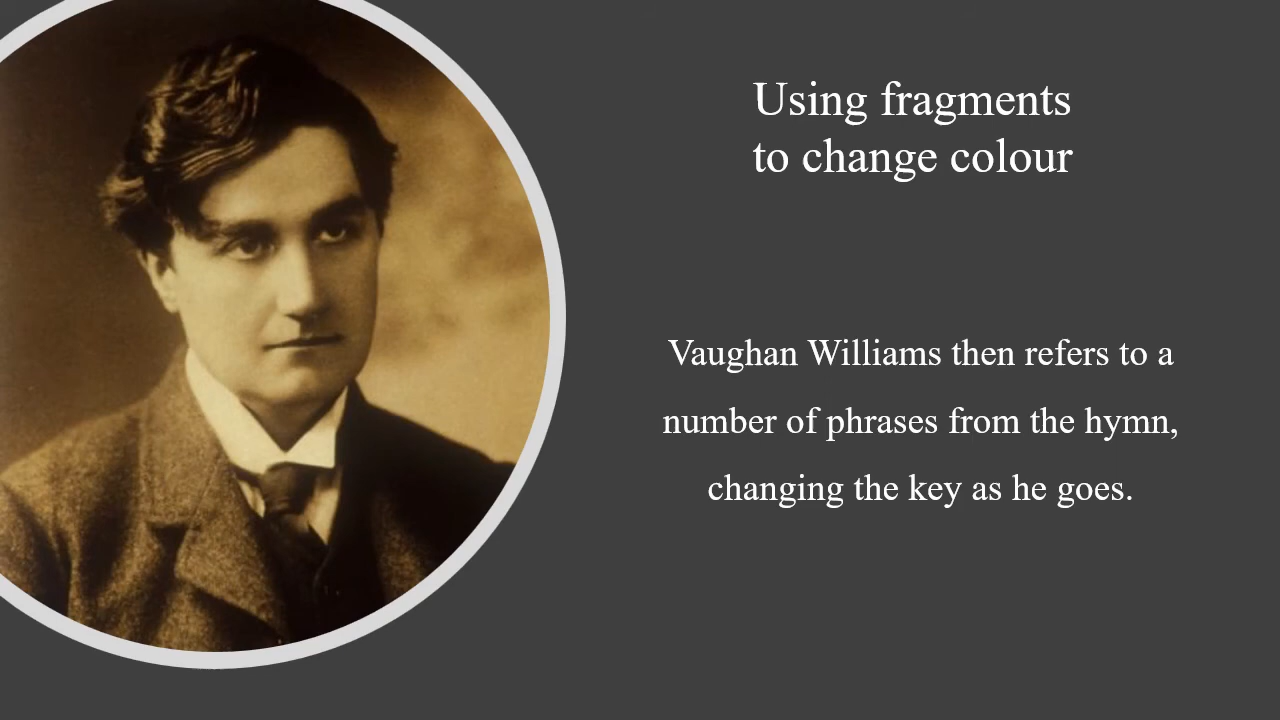 Using fragments
to change colour
Vaughan Williams then refers to a
number of phrases from the hymn,
changing the key as he goes.